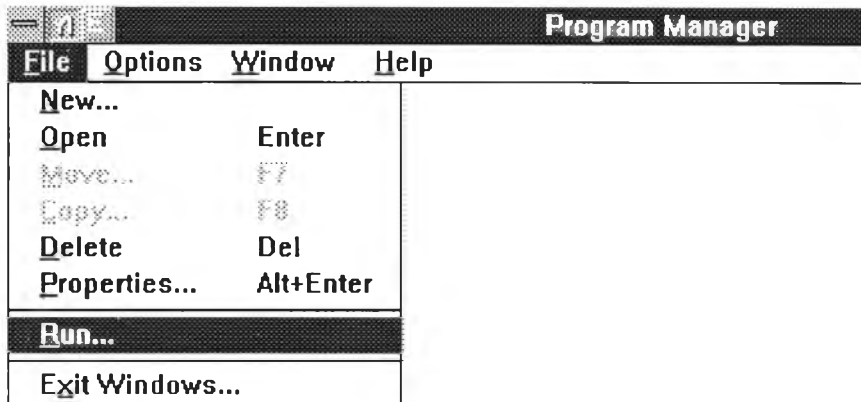 Program Manager
File Options Window Help
New...
Open Enter
Move... F7
Copy... F8
Delete Del
Properties... Alt+Enter
Run...
Exit Windows...